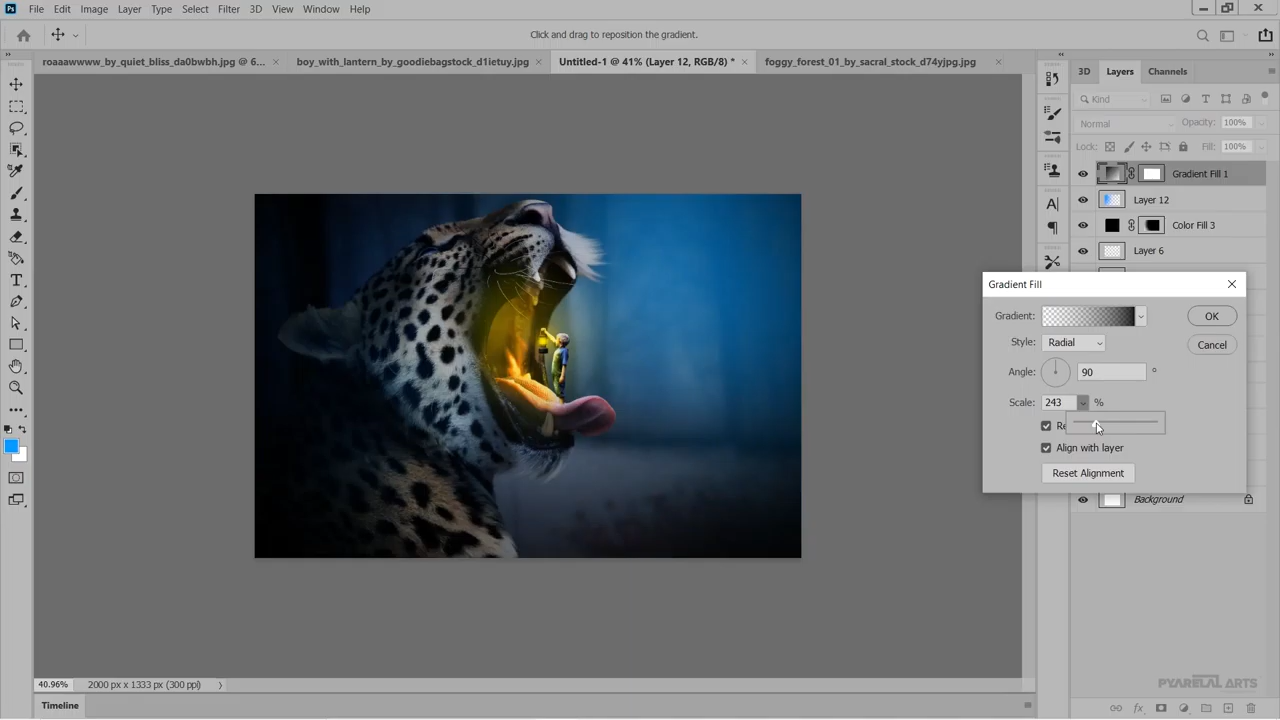 Ps File Edit Image Layer Type Select Filter 3D View Window Help
Click and drag to reposition the gradient.
roaaawwww_by_quiet_bliss_da0bwbh.jpg @ 6... × boy_with_lantern_by_goodiebagstock_d1ietuy.jpg × Untitled-1 @ 41% (Layer 12, RGB/8) * × foggy_forest_01_by_sacral_stock_d74yjpg.jpg ×
3D Layers Channels
Kind
Normal Opacity: 100%
Lock: Fill: 100%
Gradient Fill 1
Layer 12
Color Fill 3
Layer 6
Gradient Fill
Gradient: OK
Style: Radial Cancel
Angle: 90 °
Scale: 243 %
Re
Align with layer
Reset Alignment
Background
40.96% 2000 px x 1333 px (300 ppi)
PYARELAL ARTS
Timeline